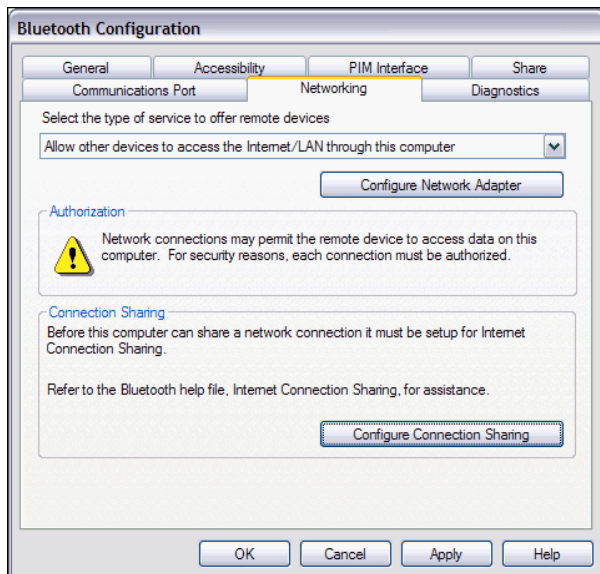 Bluetooth Configuration
General Accessibility PIM Interface Share
Communications Port Networking Diagnostics
Select the type of service to offer remote devices
Allow other devices to access the Internet/LAN through this computer
Configure Network Adapter
Authorization
Network connections may permit the remote device to access data on this
computer. For security reasons, each connection must be authorized.
Connection Sharing
Before this computer can share a network connection it must be setup for Internet
Connection Sharing.
Refer to the Bluetooth help file, Internet Connection Sharing, for assistance.
Configure Connection Sharing
OK Cancel Apply Help